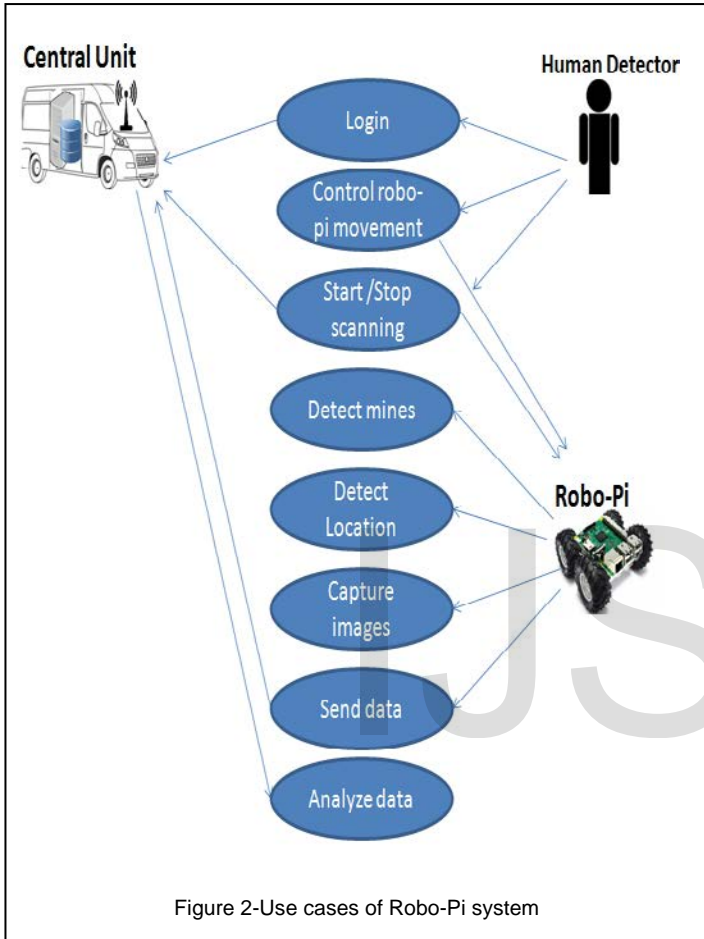 Central Unit
Human Detector
Login
Control robo-
pi movement
Start /Stop
scanning
Detect mines
Detect
Location
Robo-Pi
Capture
images
Send data
Analyze data
IJS
Figure 2-Use cases of Robo-Pi system